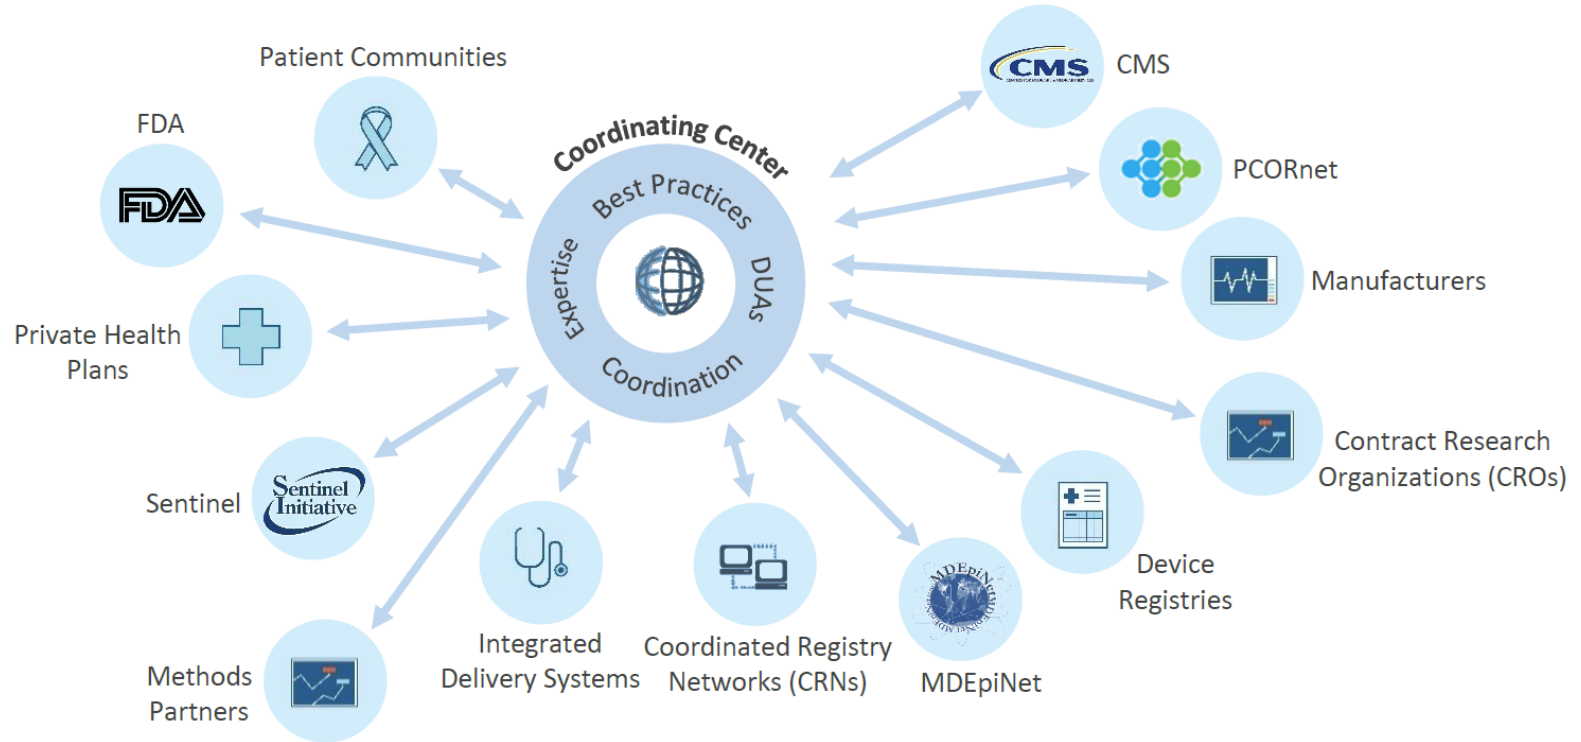 Patient Communities
FDA
FDA
Private Health
Plans
Sentinel
Sentinel
Initiative
Methods
Partners
Integrated
Delivery Systems
Coordinated Registry
Networks (CRNs)
MDEpiNet
MDEpiNet
Device
Registries
Contract Research
Organizations (CROs)
Manufacturers
PCORnet
CMS
CMS
Coordinating Center
Best Practices
DUAs
Coordination
Expertise